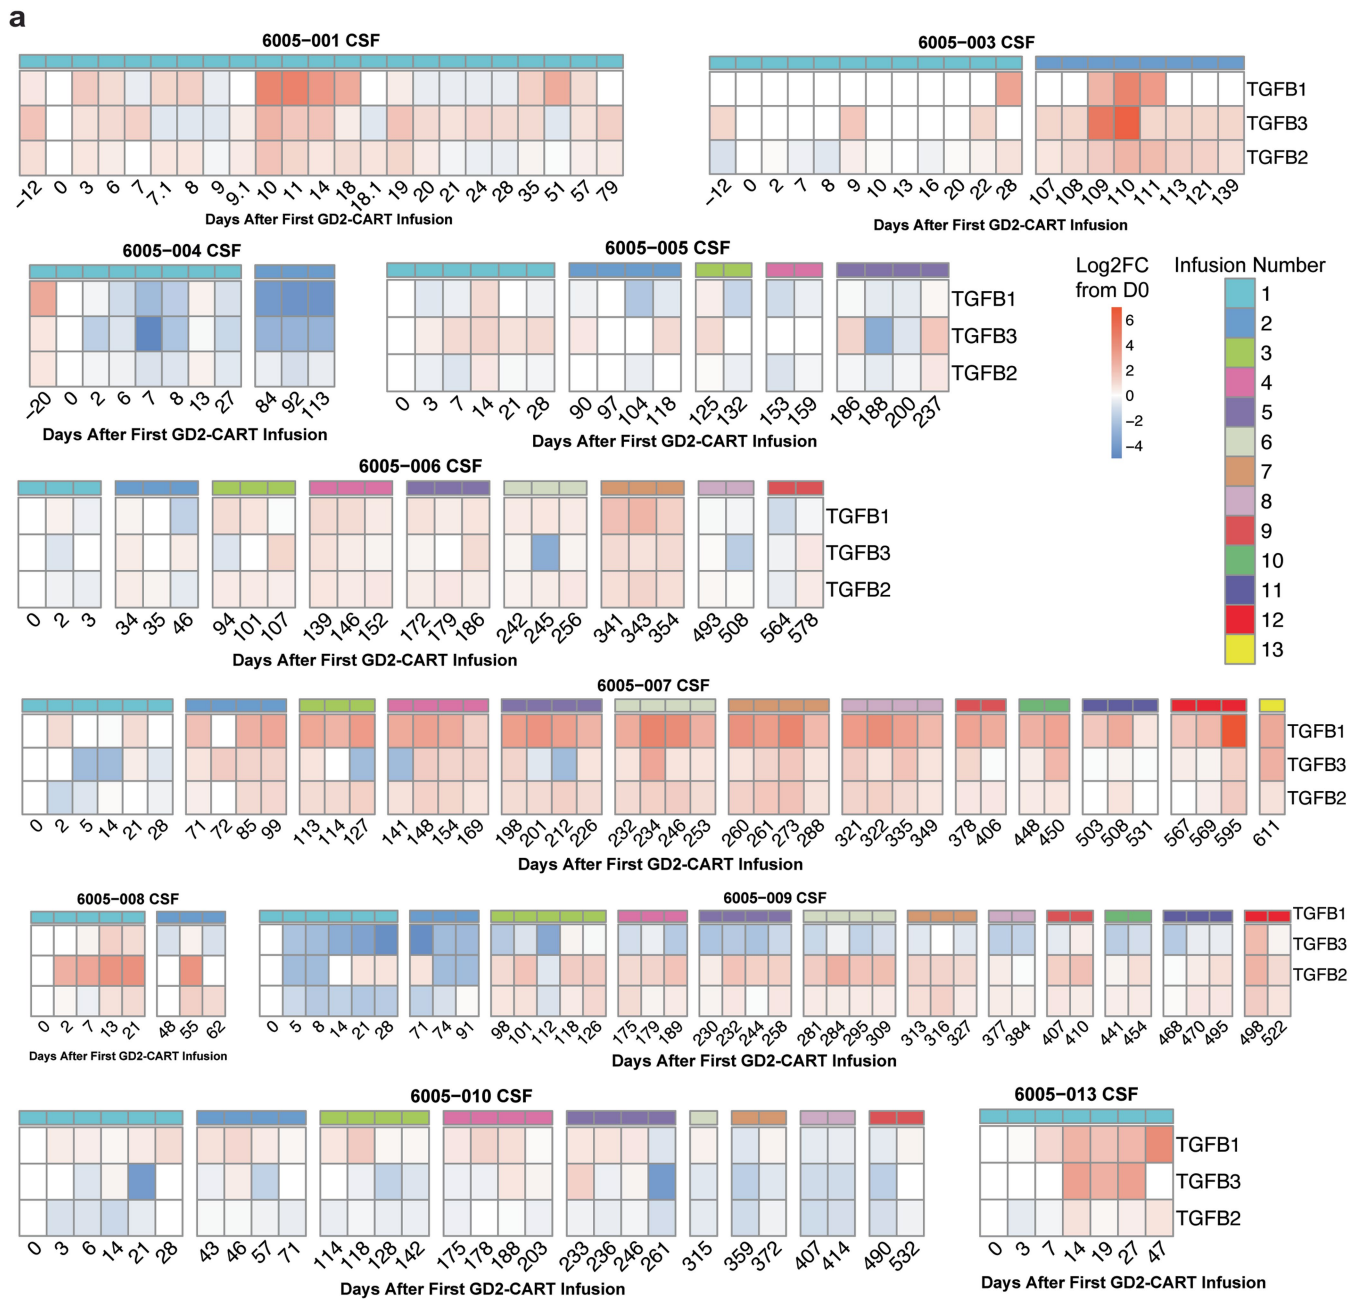 a
6005−001 CSF
−12 0 3 6 7 7.1 8 9 9.1 10 11 14 18 18.1 19 20 21 24 28 35 51 57 79
Days After First GD2-CART Infusion
6005−003 CSF
TGFB1
TGFB3
TGFB2
−12 0 2 7 8 9 10 13 16 20 22 28 107 108 109 110 111 113 121 139
Days After First GD2-CART Infusion
6005−004 CSF
−20 0 2 6 7 8 13 27 84 92 113
Days After First GD2-CART Infusion
6005−005 CSF
TGFB1
TGFB3
TGFB2
0 3 7 14 21 28 90 97 104 118 125 132 153 159 186 188 200 237
Days After First GD2-CART Infusion
Log2FC
from D0
6
4
2
0
−2
−4
Infusion Number
1
2
3
4
5
6
7
8
9
10
11
12
13
6005−006 CSF
TGFB1
TGFB3
TGFB2
0 2 3 34 35 46 94 101 107 139 146 152 172 179 186 242 245 256 341 343 354 493 508 564 578
Days After First GD2-CART Infusion
6005−007 CSF
TGFB1
TGFB3
TGFB2
0 2 5 14 21 28 71 72 85 99 113 114 127 141 148 154 169 198 201 212 226 232 234 246 253 260 261 273 288 321 322 335 349 378 406 448 450 503 508 531 567 569 595 611
Days After First GD2-CART Infusion
6005−008 CSF
0 2 7 13 21 48 55 62
Days After First GD2-CART Infusion
6005−009 CSF
TGFB1
TGFB3
TGFB2
0 5 8 14 21 28 71 74 91 98 101 112 118 126 175 179 189 230 232 244 258 281 284 295 309 313 316 327 377 384 407 410 441 454 468 470 495 498 522
Days After First GD2-CART Infusion
6005−010 CSF
0 3 6 14 21 28 43 46 57 71 114 118 128 142 175 178 188 203 233 236 246 261 315 359 372 407 414 490 532
Days After First GD2-CART Infusion
6005−013 CSF
TGFB1
TGFB3
TGFB2
0 3 7 14 19 27 47
Days After First GD2-CART Infusion